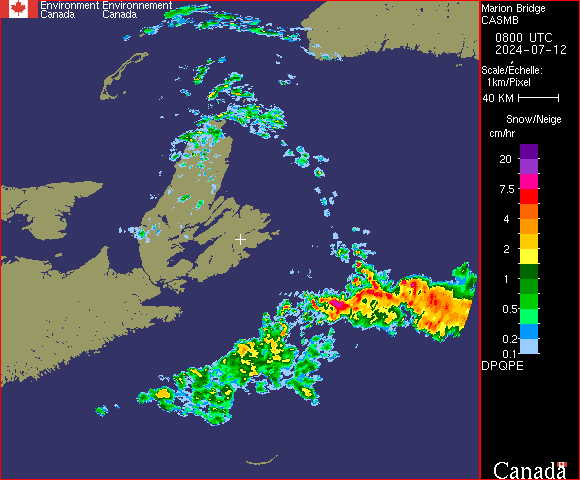 Environment Environnement
Canada Canada
Marion Bridge
CASMB
0800 UTC
2024-07-12
Scale/Échelle:
1km/Pixel
40 KM
Snow/Neige
cm/hr
20
7.5
4
2
1
0.5
0.2
0.1
DPQPE
Canada